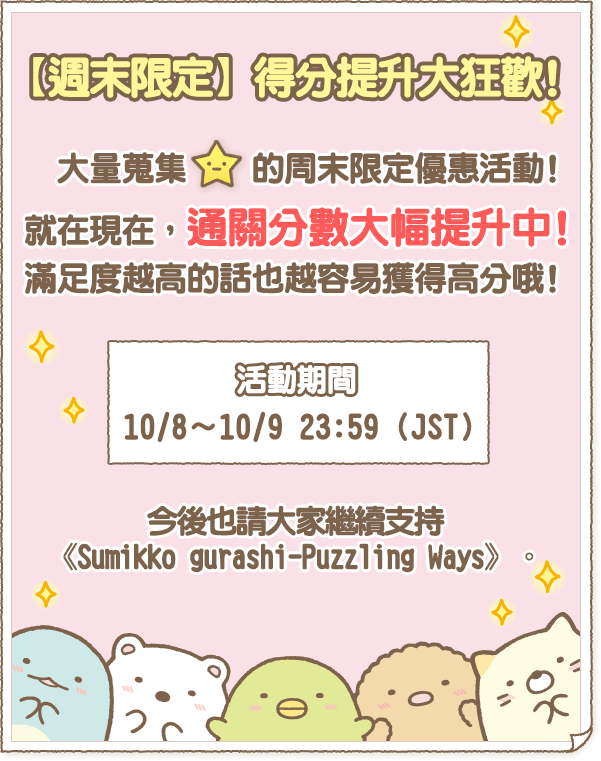 【週末限定】得分提升大狂歡!
大量蒐集 的周末限定優惠活動!
就在現在，通關分數大幅提升中!
滿足度越高的話也越容易獲得高分哦!
活動期間
10/8～10/9 23:59 (JST)
今後也請大家繼續支持
《Sumikko gurashi-Puzzling Ways》。